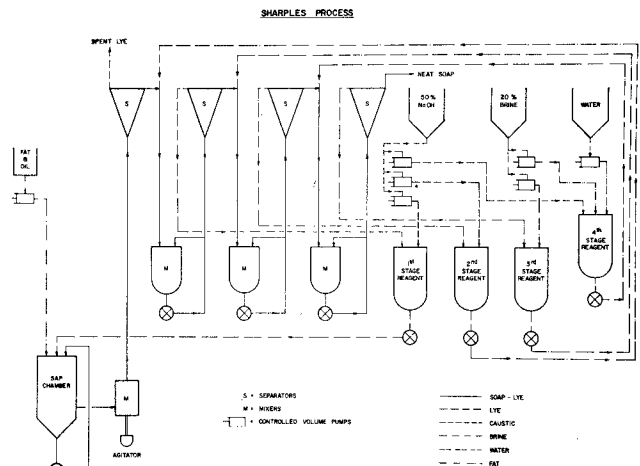 SHARPLES PROCESS
SPENT LYE
NEAT SOAP
S
S
S
S
50%
NaOH
20%
BRINE
WATER
FAT
&
OIL
M
M
M
1st
STAGE
REAGENT
2nd
STAGE
REAGENT
3rd
STAGE
REAGENT
4th
STAGE
REAGENT
SAP
CHAMBER
M
AGITATOR
S = SEPARATORS
M = MIXERS
= CONTROLLED VOLUME PUMPS
SOAP - LYE
LYE
CAUSTIC
BRINE
WATER
FAT